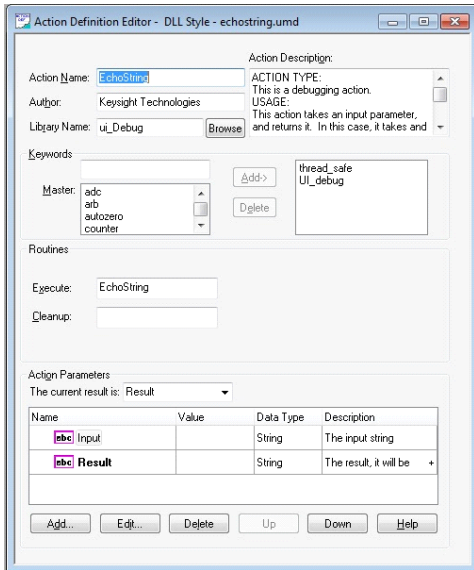 Action Definition Editor - DLL Style - echostring.umd
Action Description:
Action Name: EchoString
ACTION TYPE:
This is a debugging action.
USAGE:
This action takes an input parameter,
and returns it. In this case, it takes and
Author: Keysight Technologies
Library Name: ui_Debug Browse
Keywords
Master: adc
arb
autozero
counter
Add->
Delete
thread_safe
UI_debug
Routines
Execute: EchoString
Cleanup:
Action Parameters
The current result is: Result
Name Value Data Type Description
abc Input String The input string
abc Result String The result, it will be +
Add... Edit... Delete Up Down Help